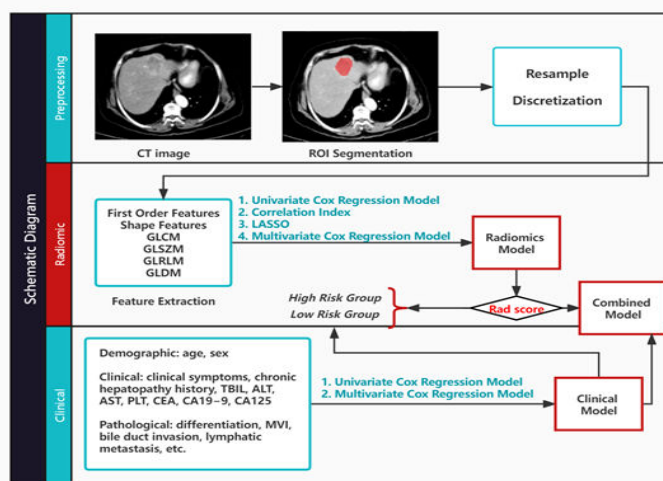 Schematic Diagram
Preprocessing
CT image
ROI Segmentation
Resample
Discretization
Radiomic
First Order Features
Shape Features
GLCM
GLSZM
GLRLM
GLDM
Feature Extraction
1. Univariate Cox Regression Model
2. Correlation Index
3. LASSO
4. Multivariate Cox Regression Model
Radiomics
Model
High Risk Group
Low Risk Group
Rad score
Combined
Model
Clinical
Demographic: age, sex
Clinical: clinical symptoms, chronic
hepatopathy history, TBIL, ALT,
AST, PLT, CEA, CA19-9, CA125
Pathological: differentiation, MVI,
bile duct invasion, lymphatic
metastasis, etc.
1. Univariate Cox Regression Model
2. Multivariate Cox Regression Model
Clinical
Model